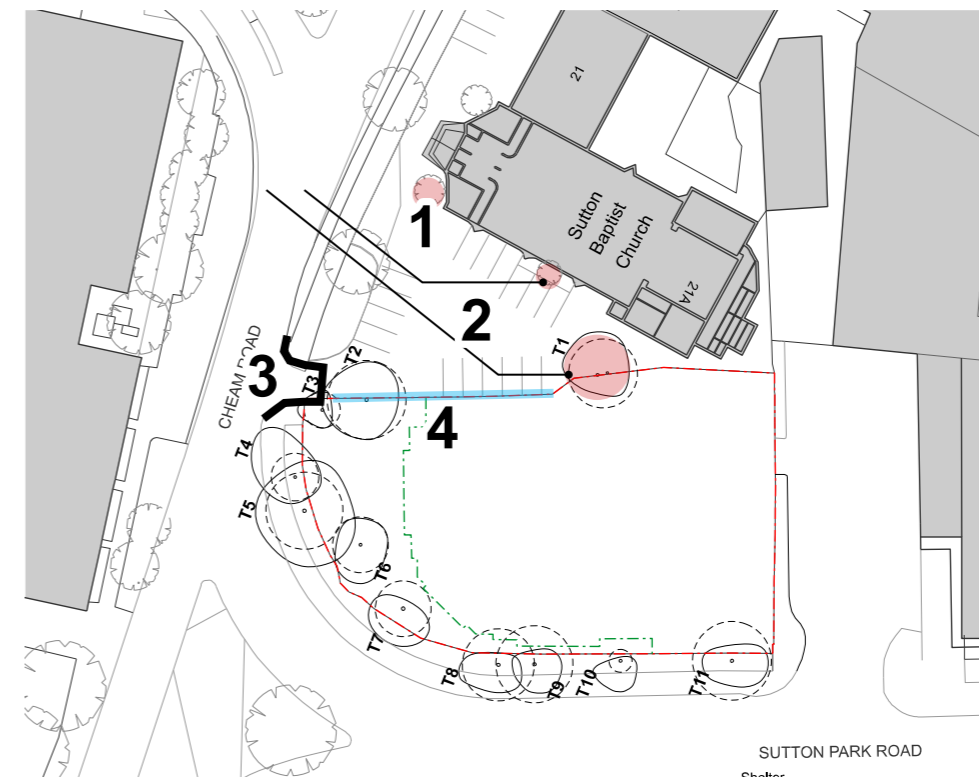 21
Sutton
Baptist
Church
21A
1
2
3
4
CHEAM ROAD
T1
T2
T3
T4
T5
T6
T7
T8
T9
T10
T11
SUTTON PARK ROAD
Shelter